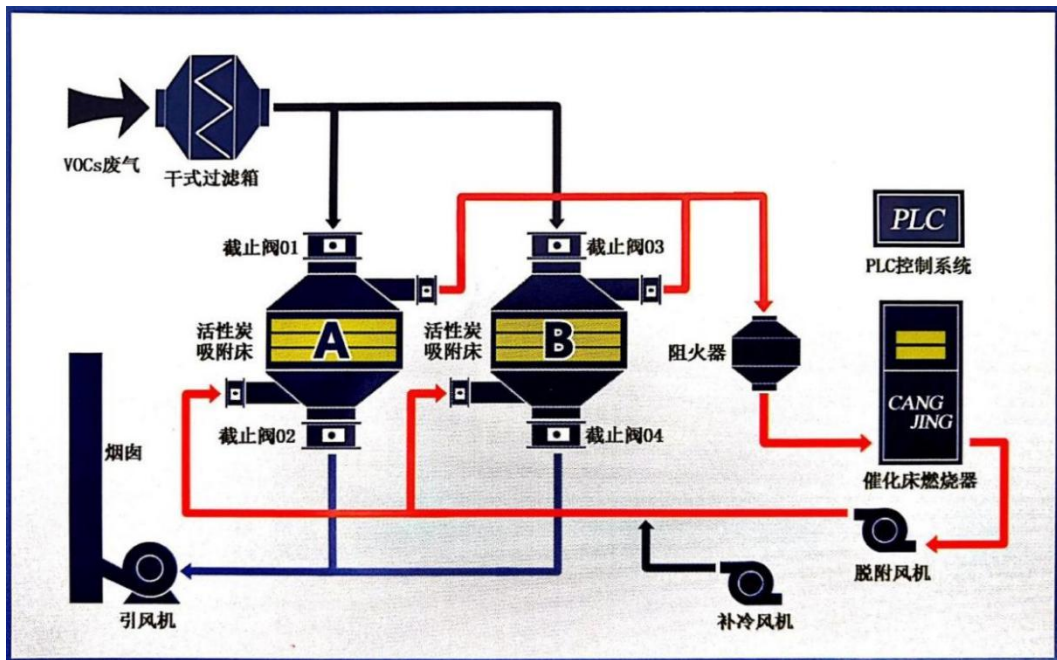 VOCs废气
干式过滤箱
截止阀01
截止阀03
PLC
PLC控制系统
活性炭
吸附床
A
活性炭
吸附床
B
阻火器
CANG
JING
截止阀02
截止阀04
烟囱
催化床燃烧器
脱附风机
引风机
补冷风机